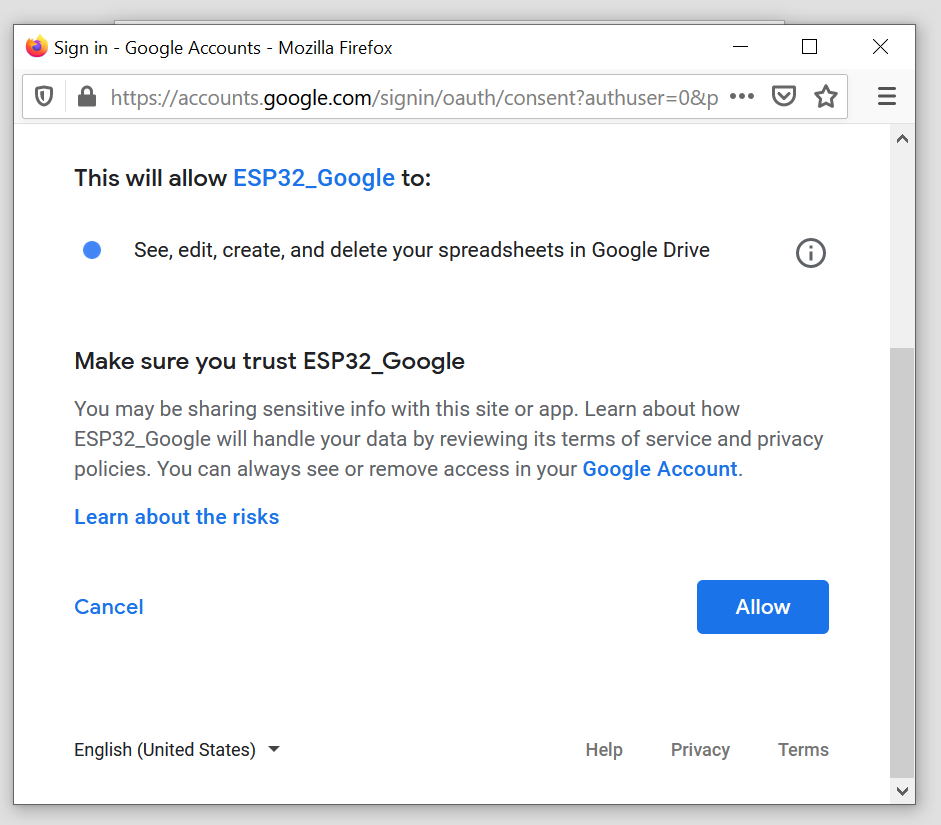 Sign in - Google Accounts - Mozilla Firefox
https://accounts.google.com/signin/oauth/consent?authuser=0&p
This will allow ESP32_Google to:
See, edit, create, and delete your spreadsheets in Google Drive
Make sure you trust ESP32_Google
You may be sharing sensitive info with this site or app. Learn about how
ESP32_Google will handle your data by reviewing its terms of service and privacy
policies. You can always see or remove access in your Google Account.
Learn about the risks
Cancel
Allow
English (United States)
Help
Privacy
Terms